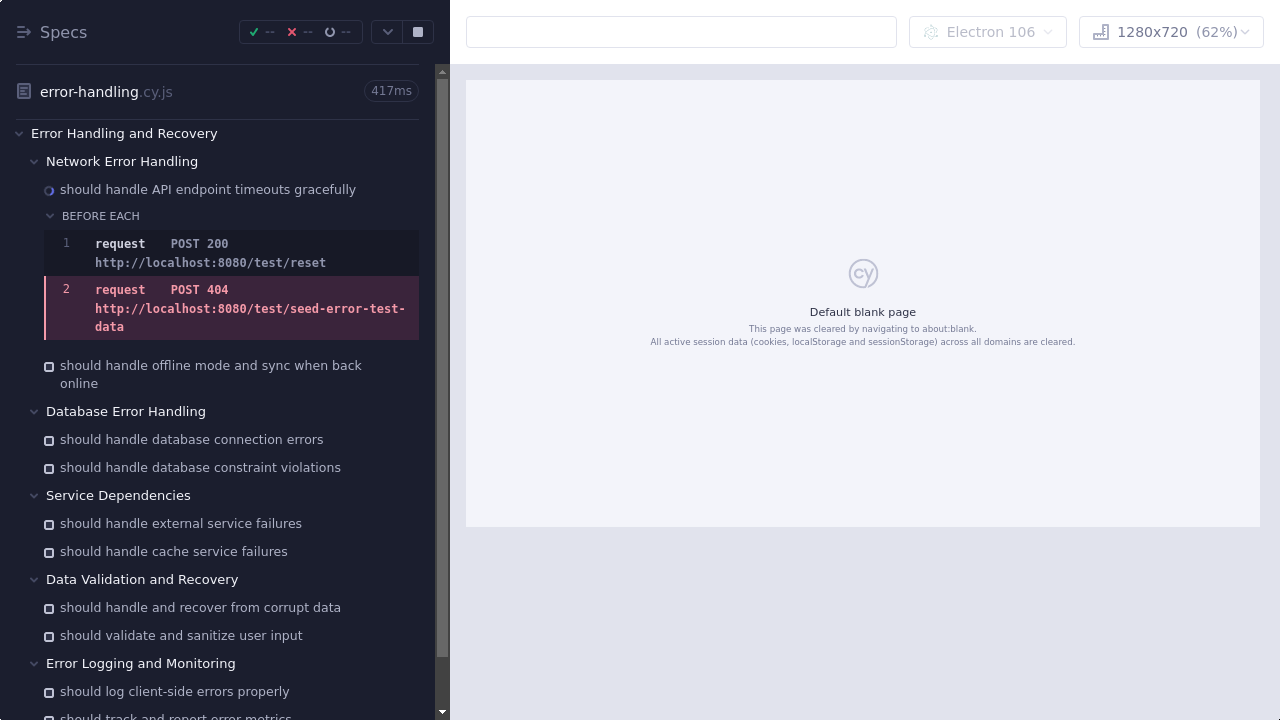 Specs
--
--
--
Electron 106
1280x720 (62%)
error-handling.cy.js
417ms
Error Handling and Recovery
Network Error Handling
should handle API endpoint timeouts gracefully
BEFORE EACH
1 request POST 200
http://localhost:8080/test/reset
2 request POST 404
http://localhost:8080/test/seed-error-test-
data
should handle offline mode and sync when back
online
Database Error Handling
should handle database connection errors
should handle database constraint violations
Service Dependencies
should handle external service failures
should handle cache service failures
Data Validation and Recovery
should handle and recover from corrupt data
should validate and sanitize user input
Error Logging and Monitoring
should log client-side errors properly
should track and report error metrics
cy
Default blank page
This page was cleared by navigating to about:blank.
All active session data (cookies, localStorage and sessionStorage) across all domains are cleared.